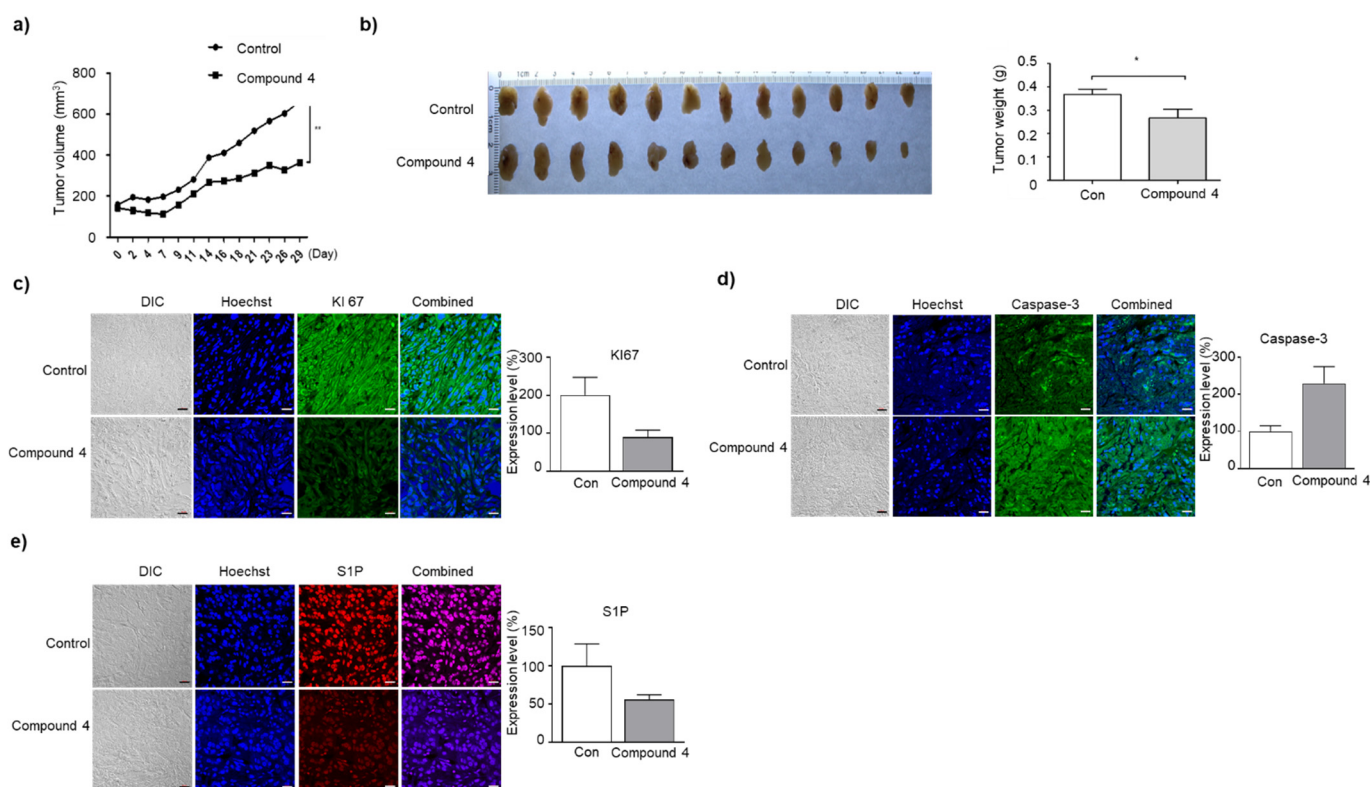 a)
Control
Compound 4
Tumor volume (mm³)
800
600
400
200
0
**
0 2 4 7 9 11 14 16 18 21 23 26 29 (Day)
b)
Control
Compound 4
Tumor weight (g)
0.5
0.4
0.3
0.2
0.1
0
*
Con Compound 4
c)
DIC Hoechst KI 67 Combined
Control
Compound 4
KI67
Expression level (%)
300
200
100
0
Con Compound 4
d)
DIC Hoechst Caspase-3 Combined
Control
Compound 4
Caspase-3
Expression level (%)
300
200
100
0
Con Compound 4
e)
DIC Hoechst S1P Combined
Control
Compound 4
S1P
Expression level (%)
150
100
50
0
Con Compound 4